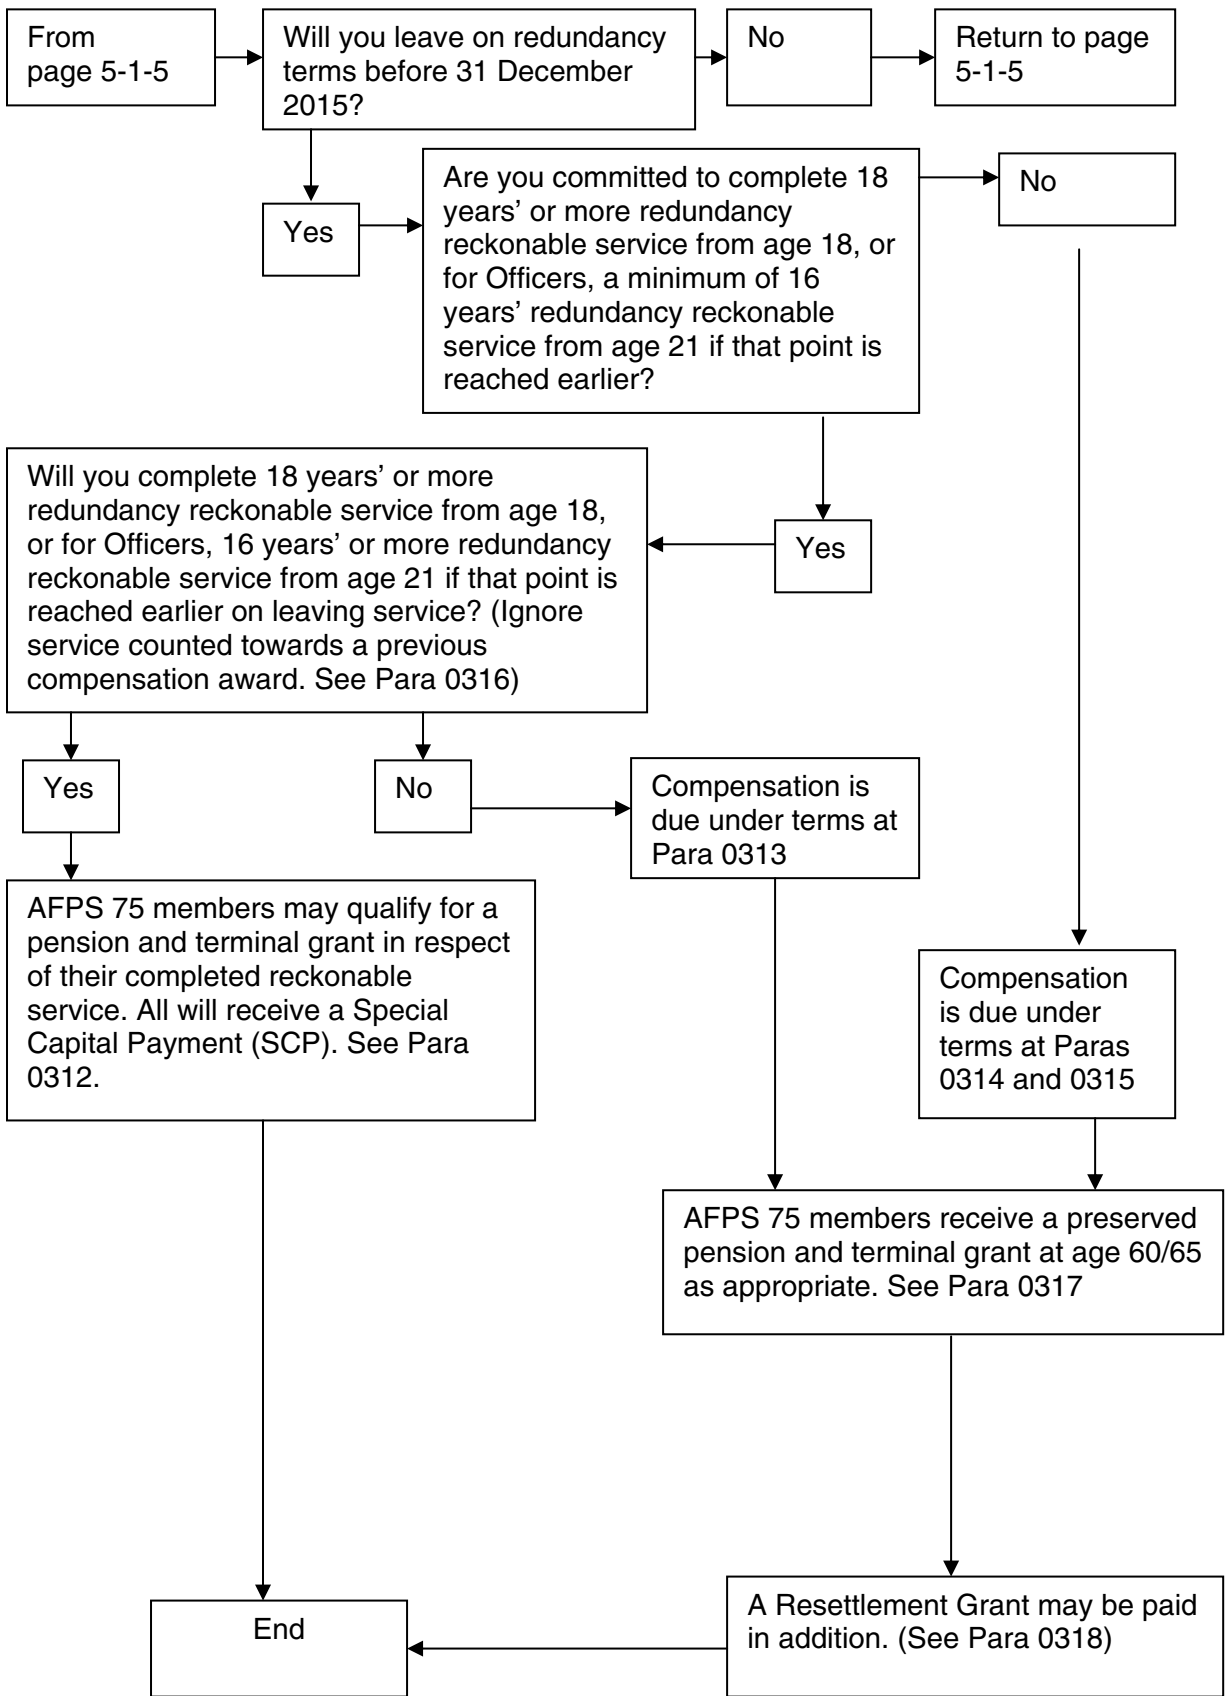 From
page 5-1-5
Will you leave on redundancy
terms before 31 December
2015?
No
Return to page
5-1-5
Are you committed to complete 18
years’ or more redundancy
reckonable service from age 18, or
for Officers, a minimum of 16
years’ redundancy reckonable
service from age 21 if that point is
reached earlier?
No
Yes
Will you complete 18 years’ or more
redundancy reckonable service from age 18,
or for Officers, 16 years’ or more redundancy
reckonable service from age 21 if that point is
reached earlier on leaving service? (Ignore
service counted towards a previous
compensation award. See Para 0316)
Yes
Yes
No
Compensation is
due under terms at
Para 0313
AFPS 75 members may qualify for a
pension and terminal grant in respect
of their completed reckonable
service. All will receive a Special
Capital Payment (SCP). See Para
0312.
Compensation
is due under
terms at Paras
0314 and 0315
AFPS 75 members receive a preserved
pension and terminal grant at age 60/65
as appropriate. See Para 0317
A Resettlement Grant may be paid
in addition. (See Para 0318)
End